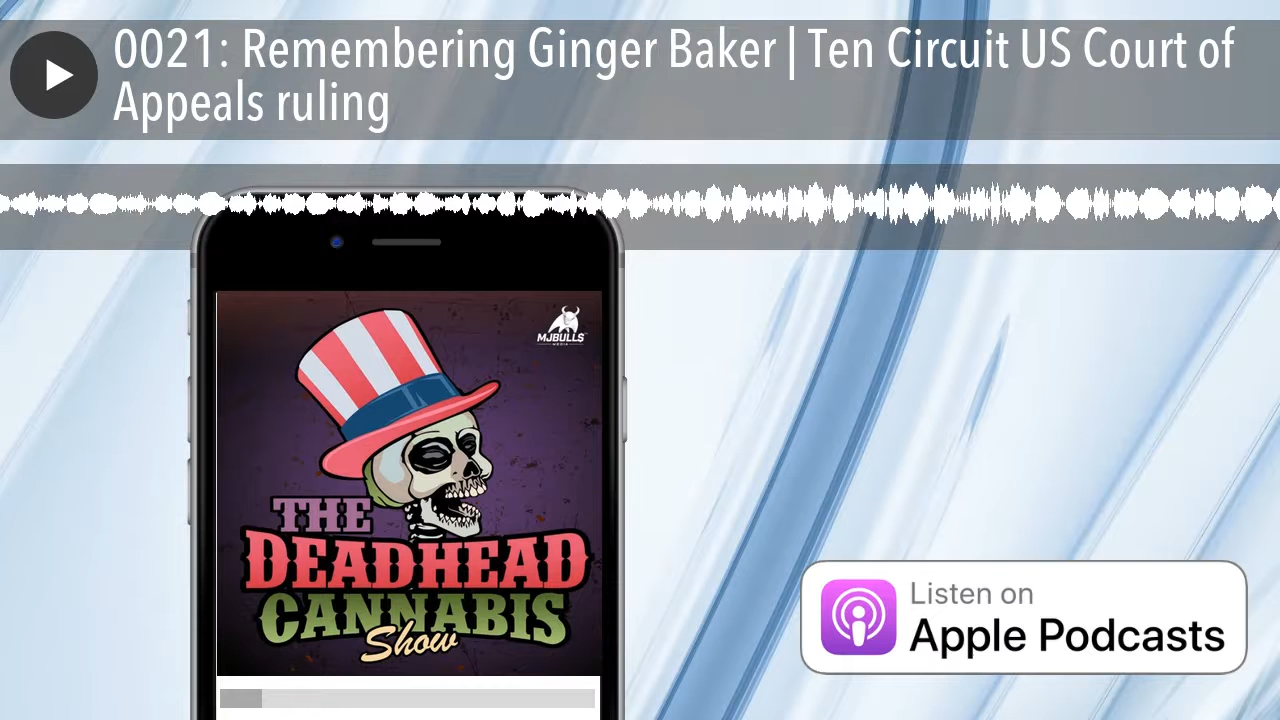 0021: Remembering Ginger Baker | Ten Circuit US Court of
Appeals ruling
MJBULLS
MEDIA
THE
DEADHEAD
CANNABIS
Show
Listen on
Apple Podcasts